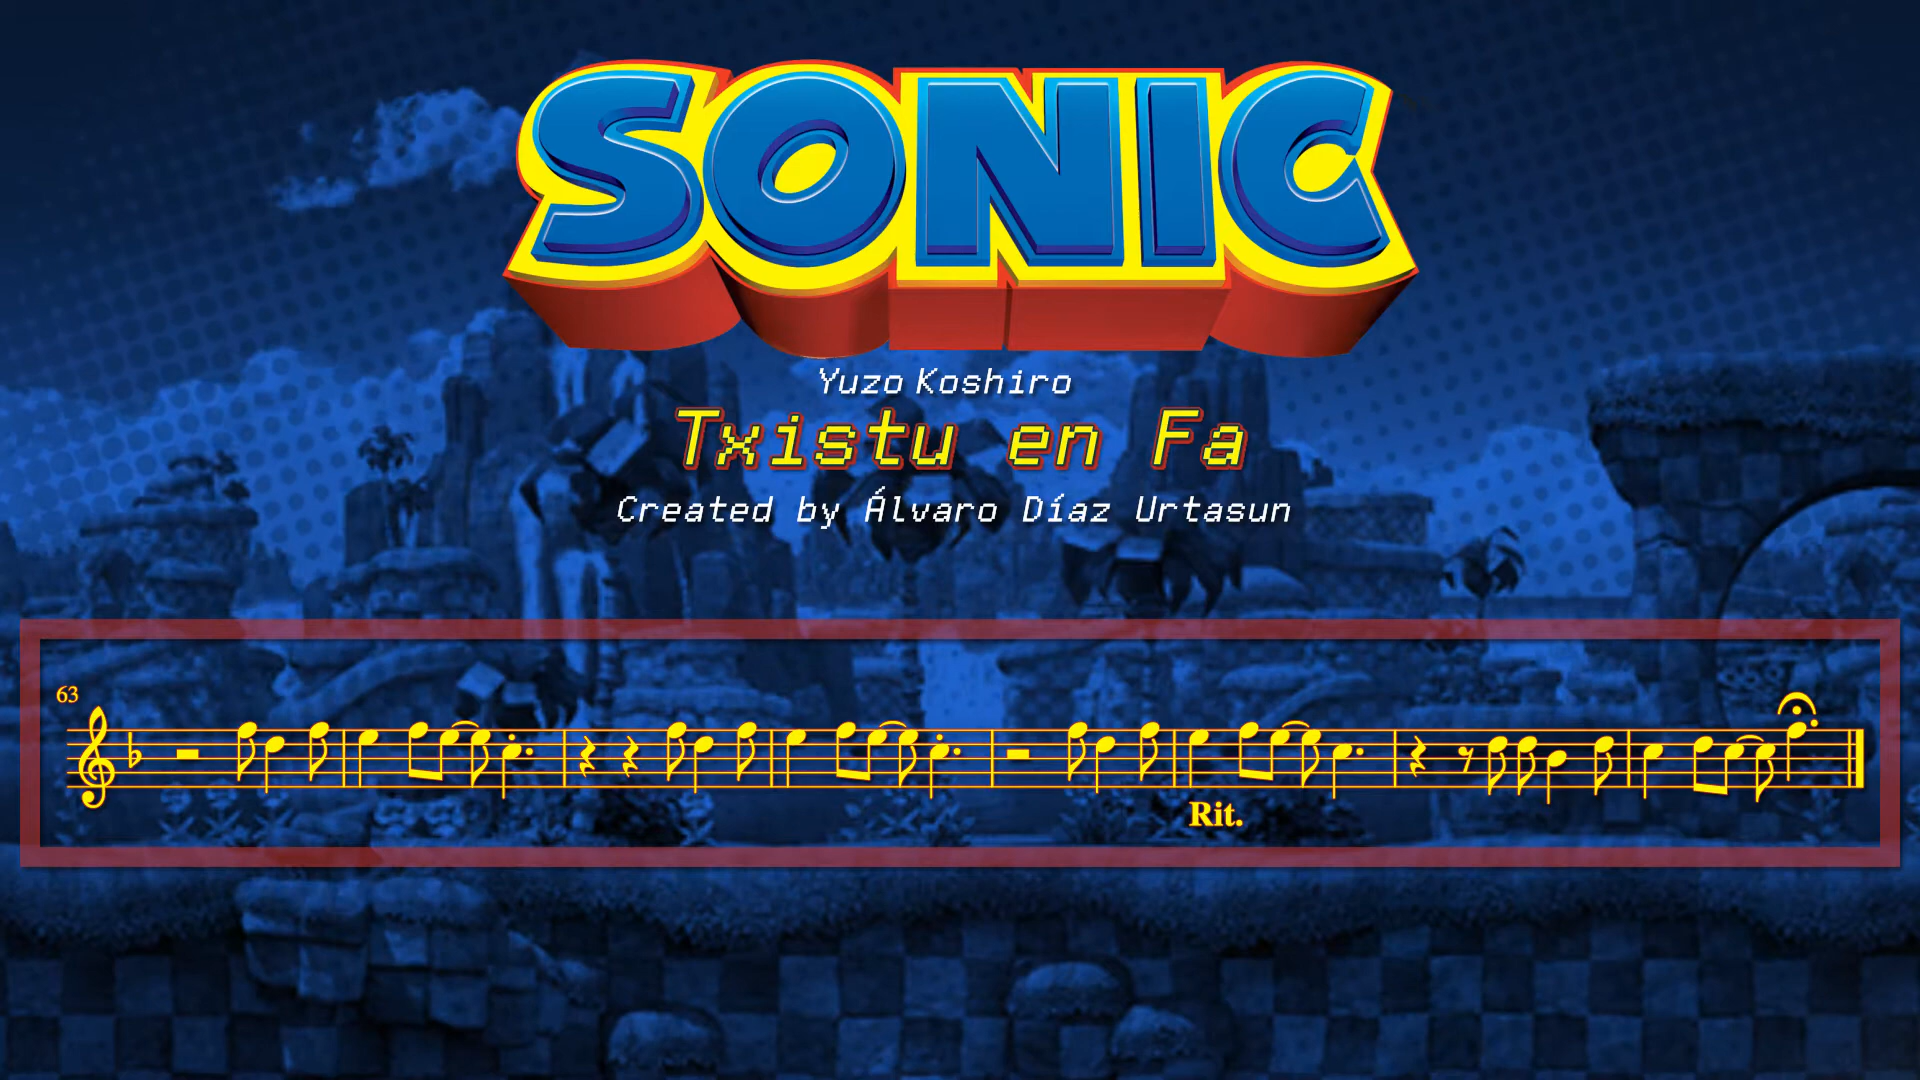 SONIC
Yuzo Koshiro
Txistu en Fa
Created by Álvaro Díaz Urtasun
63
Rit.